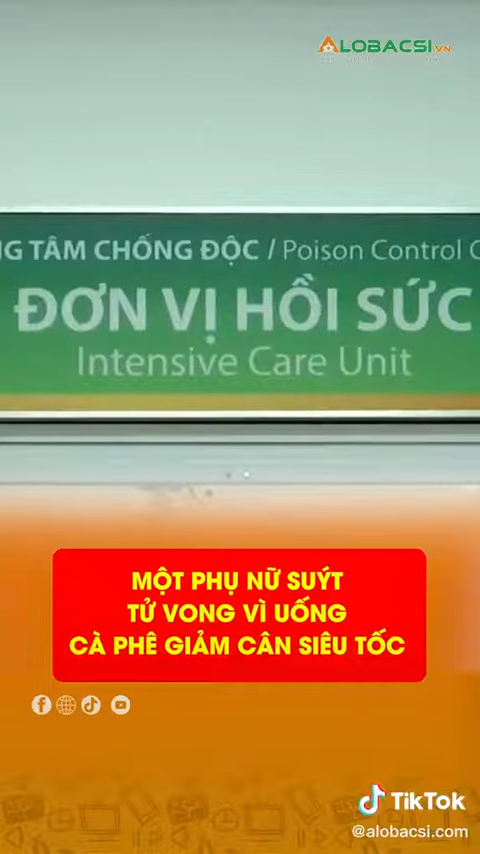 ALOBACSI.VN
NG TÂM CHỐNG ĐỘC / Poison Control C
ĐƠN VỊ HỒI SỨC
Intensive Care Unit
MỘT PHỤ NỮ SUÝT
TỬ VONG VÌ UỐNG
CÀ PHÊ GIẢM CÂN SIÊU TỐC
TikTok
@alobacsi.com